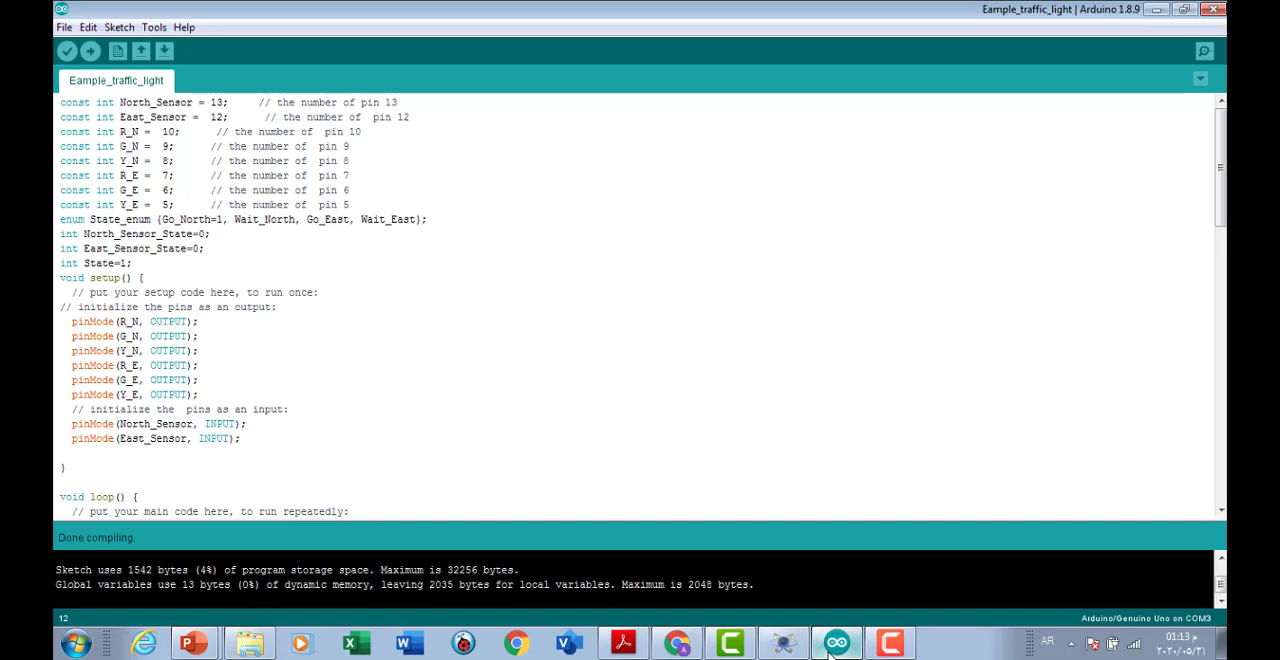 Eample_traffic_light | Arduino 1.8.9
File Edit Sketch Tools Help
Eample_traffic_light
const int North_Sensor = 13;     // the number of pin 13
const int East_Sensor =  12;      // the number of  pin 12
const int R_N =  10;      // the number of  pin 10
const int G_N =  9;      // the number of  pin 9
const int Y_N =  8;      // the number of  pin 8
const int R_E =  7;      // the number of  pin 7
const int G_E =  6;      // the number of  pin 6
const int Y_E =  5;      // the number of  pin 5
enum State_enum {Go_North=1, Wait_North, Go_East, Wait_East};
int North_Sensor_State=0;
int East_Sensor_State=0;
int State=1;
void setup() {
  // put your setup code here, to run once:
// initialize the pins as an output:
  pinMode(R_N, OUTPUT);
  pinMode(G_N, OUTPUT);
  pinMode(Y_N, OUTPUT);
  pinMode(R_E, OUTPUT);
  pinMode(G_E, OUTPUT);
  pinMode(Y_E, OUTPUT);
  // initialize the  pins as an input:
  pinMode(North_Sensor, INPUT);
  pinMode(East_Sensor, INPUT);
}
void loop() {
  // put your main code here, to run repeatedly:
Done compiling.
Sketch uses 1542 bytes (4%) of program storage space. Maximum is 32256 bytes.
Global variables use 13 bytes (0%) of dynamic memory, leaving 2035 bytes for local variables. Maximum is 2048 bytes.
12 Arduino/Genuino Uno on COM3
AR م 01:13
٢٠٢٠/٠٥/٣١